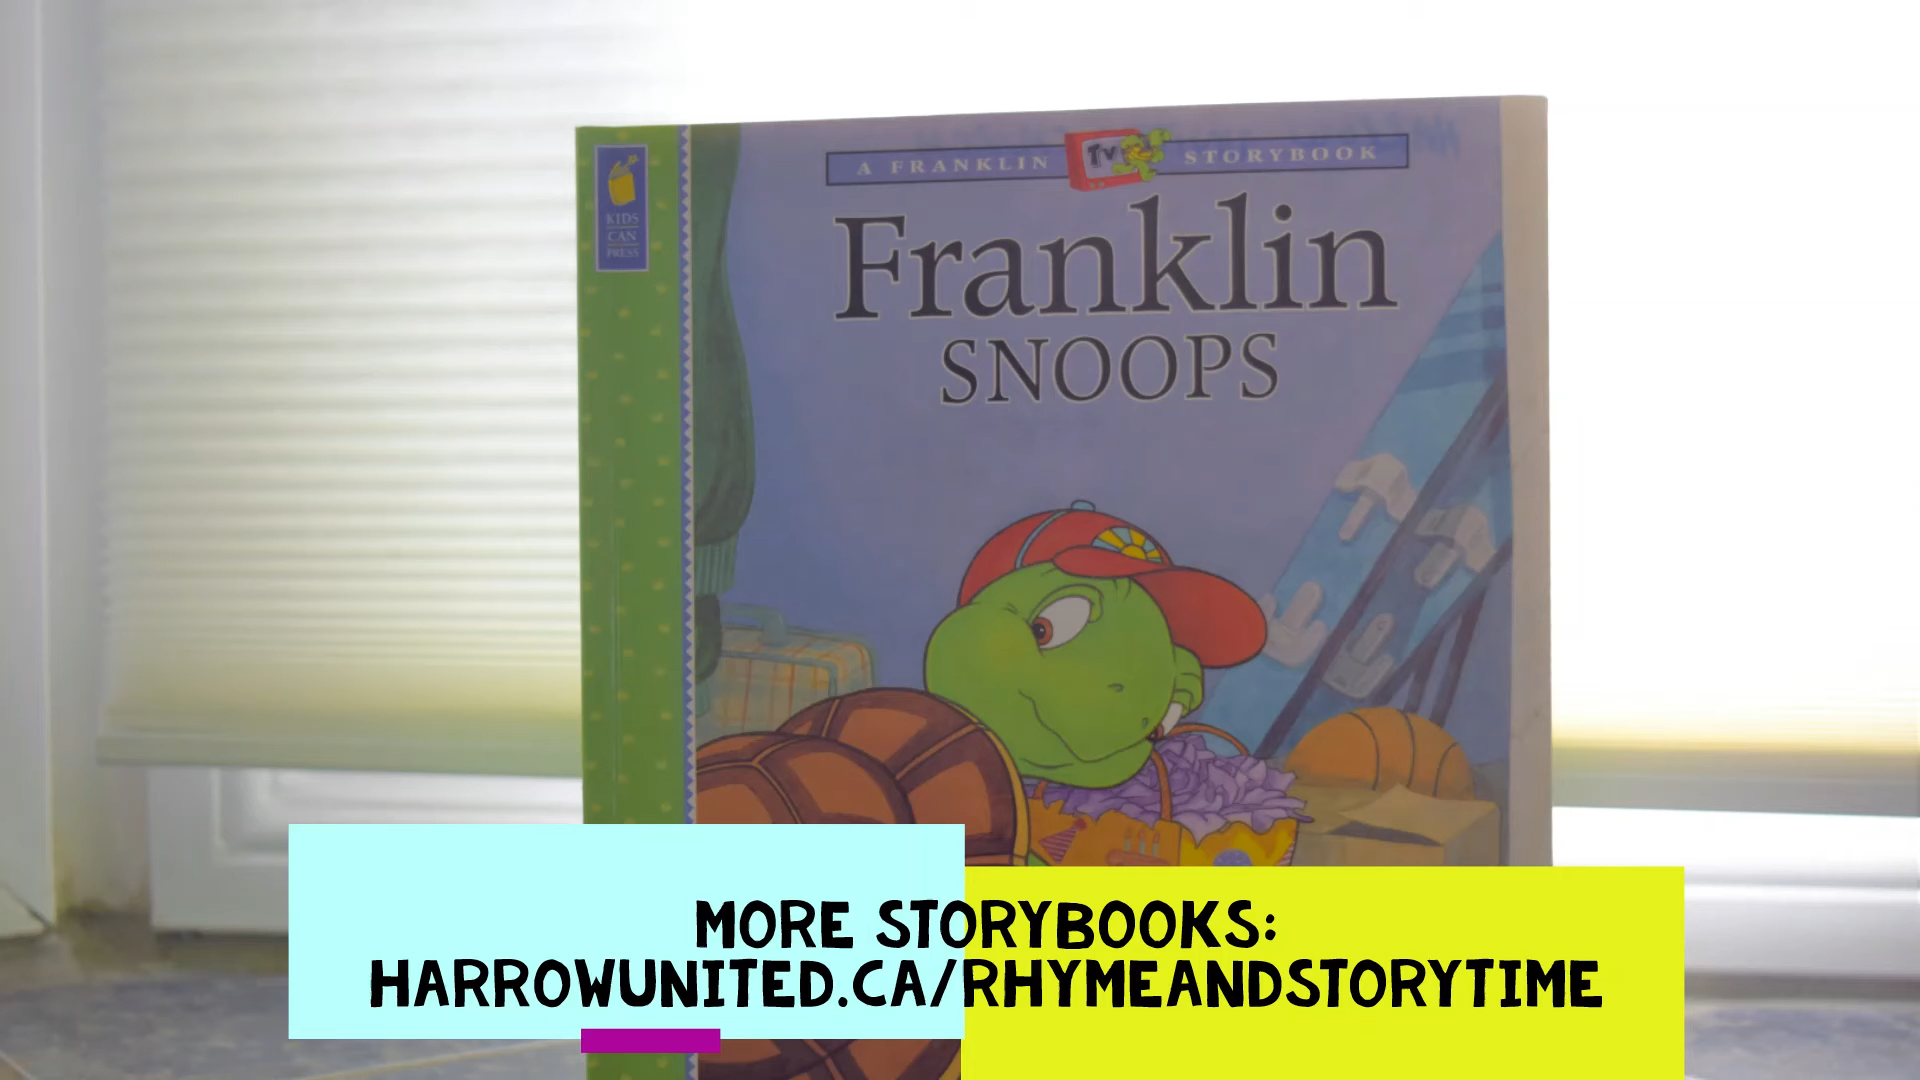 A FRANKLIN TV STORYBOOK
KIDS
CAN
PRESS
Franklin
SNOOPS
MORE STORYBOOKS:
HARROWUNITED.CA/RHYMEANDSTORYTIME